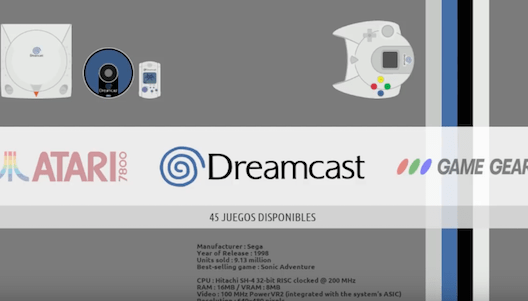 Dreamcast
Dreamcast
ATARI
7800
Dreamcast
GAME GEAR
45 JUEGOS DISPONIBLES
Manufacturer : Sega
Year of Release : 1998
Units sold : 9.13 million
Best-selling game : Sonic Adventure
CPU : Hitachi SH-4 32-bit RISC clocked @ 200 MHz
RAM : 16MB / VRAM : 8MB
Video : 100 MHz PowerVR2 (integrated with the system's ASIC)